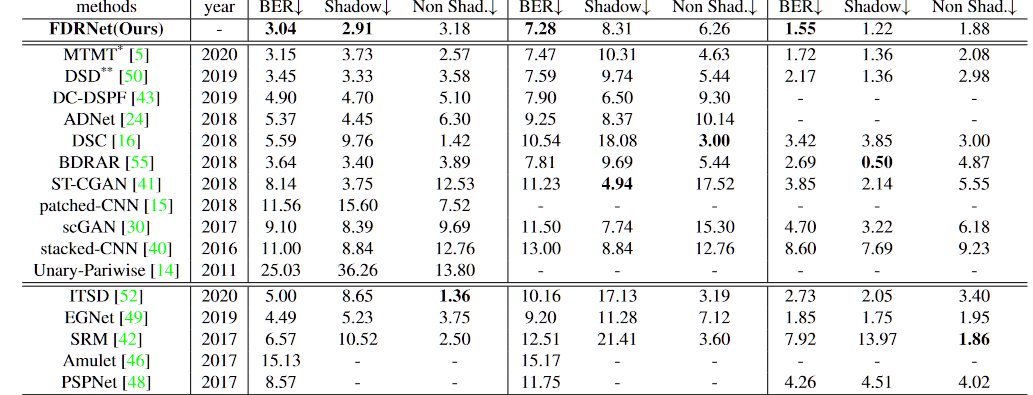 methods year BER↓ Shadow↓ Non Shad.↓ BER↓ Shadow↓ Non Shad.↓ BER↓ Shadow↓ Non Shad.↓
FDRNet(Ours) - 3.04 2.91 3.18 7.28 8.31 6.26 1.55 1.22 1.88
MTMT* [5] 2020 3.15 3.73 2.57 7.47 10.31 4.63 1.72 1.36 2.08
DSD** [50] 2019 3.45 3.33 3.58 7.59 9.74 5.44 2.17 1.36 2.98
DC-DSPF [43] 2019 4.90 4.70 5.10 7.90 6.50 9.30 - - -
ADNet [24] 2018 5.37 4.45 6.30 9.25 8.37 10.14 - - -
DSC [16] 2018 5.59 9.76 1.42 10.54 18.08 3.00 3.42 3.85 3.00
BDRAR [55] 2018 3.64 3.40 3.89 7.81 9.69 5.44 2.69 0.50 4.87
ST-CGAN [41] 2018 8.14 3.75 12.53 11.23 4.94 17.52 3.85 2.14 5.55
patched-CNN [15] 2018 11.56 15.60 7.52 - - - - - -
scGAN [30] 2017 9.10 8.39 9.69 11.50 7.74 15.30 4.70 3.22 6.18
stacked-CNN [40] 2016 11.00 8.84 12.76 13.00 8.84 12.76 8.60 7.69 9.23
Unary-Pariwise [14] 2011 25.03 36.26 13.80 - - - - - -
ITSD [52] 2020 5.00 8.65 1.36 10.16 17.13 3.19 2.73 2.05 3.40
EGNet [49] 2019 4.49 5.23 3.75 9.20 11.28 7.12 1.85 1.75 1.95
SRM [42] 2017 6.57 10.52 2.50 12.51 21.41 3.60 7.92 13.97 1.86
Amulet [46] 2017 15.13 - - 15.17 - - - - -
PSPNet [48] 2017 8.57 - - 11.75 - - 4.26 4.51 4.02